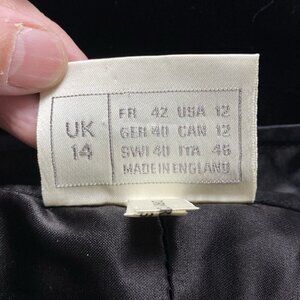 UK
14
FR 42 USA 12
GER 40 CAN 12
SWI 40 ITA 46
MADE IN ENGLAND